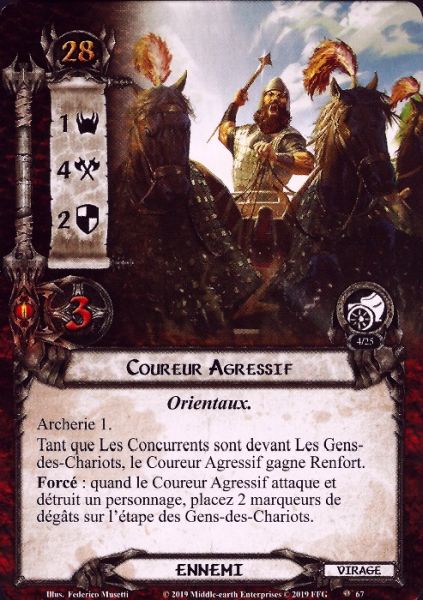 28
1
4
2
3
4/25
COUREUR AGRESSIF
Orientaux.
Archerie 1.
Tant que Les Concurrents sont devant Les Gens-
des-Chariots, le Coureur Agressif gagne Renfort.
Forcé : quand le Coureur Agressif attaque et
détruit un personnage, placez 2 marqueurs de
dégâts sur l'étape des Gens-des-Chariots.
ENNEMI
VIRAGE
Illus. Federico Musetti
© 2019 Middle-earth Enterprises © 2019 FFG
67